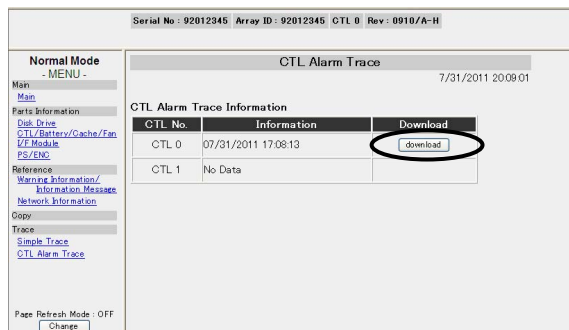 Serial No : 92012345 Array ID : 92012345 CTL 0 Rev : 0910/A-H
Normal Mode
- MENU -
Main
Main
Parts Information
Disk Drive
CTL/Battery/Cache/Fan
I/F Module
PS/ENC
Reference
Warning Information/
Information Message
Network Information
Copy
Trace
Simple Trace
CTL Alarm Trace
Page Refresh Mode : OFF
Change
CTL Alarm Trace
7/31/2011 20:09:01
CTL Alarm Trace Information
CTL No. Information Download
CTL 0 07/31/2011 17:08:13 download
CTL 1 No Data